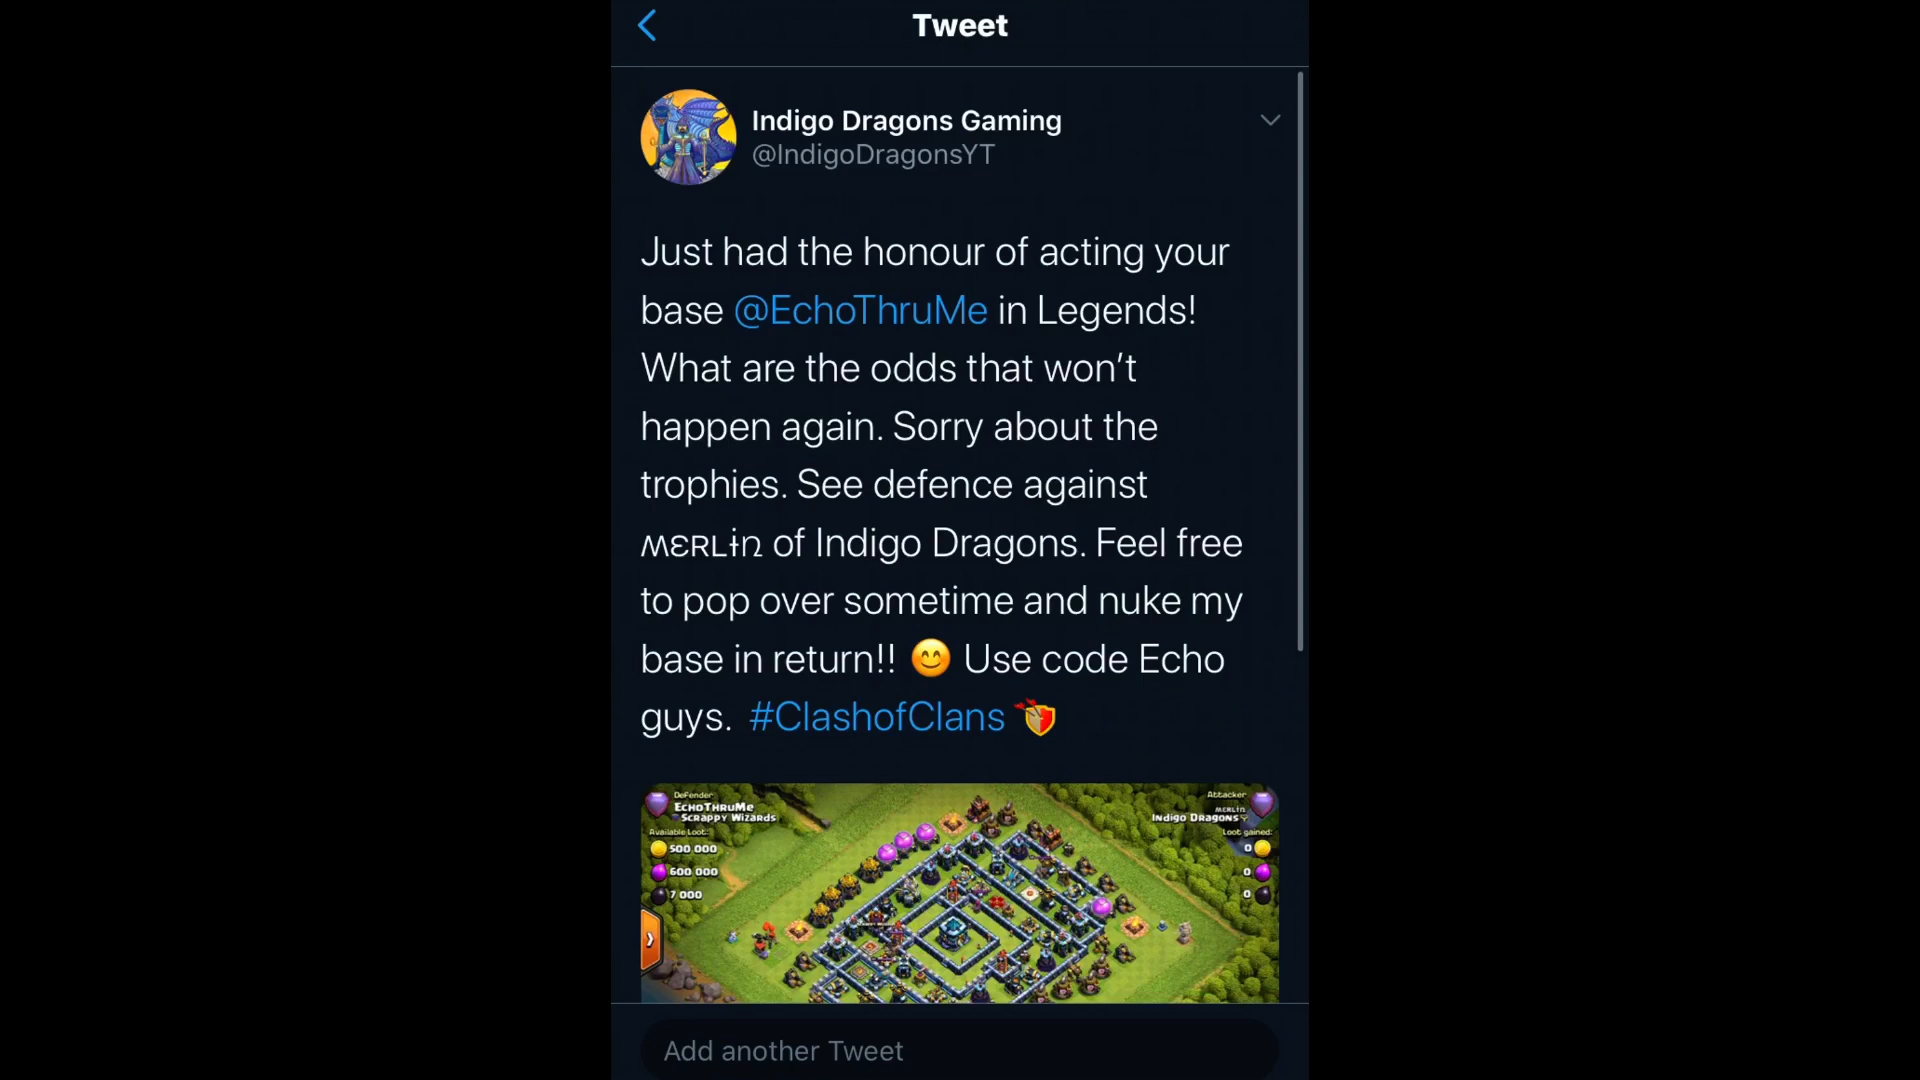 Tweet
Indigo Dragons Gaming
@IndigoDragonsYT
Just had the honour of acting your
base @EchoThruMe in Legends!
What are the odds that won’t
happen again. Sorry about the
trophies. See defence against
ʍɛʀʟɨռ of Indigo Dragons. Feel free
to pop over sometime and nuke my
base in return!! 😊 Use code Echo
guys. #ClashofClans
Defender:
EchoThruMe
Scrappy Wizards
Available Loot:
500 000
600 000
7 000
Attacker:
ʍɛʀʟɨռ
Indigo Dragons
Loot gained:
0
0
0
Add another Tweet